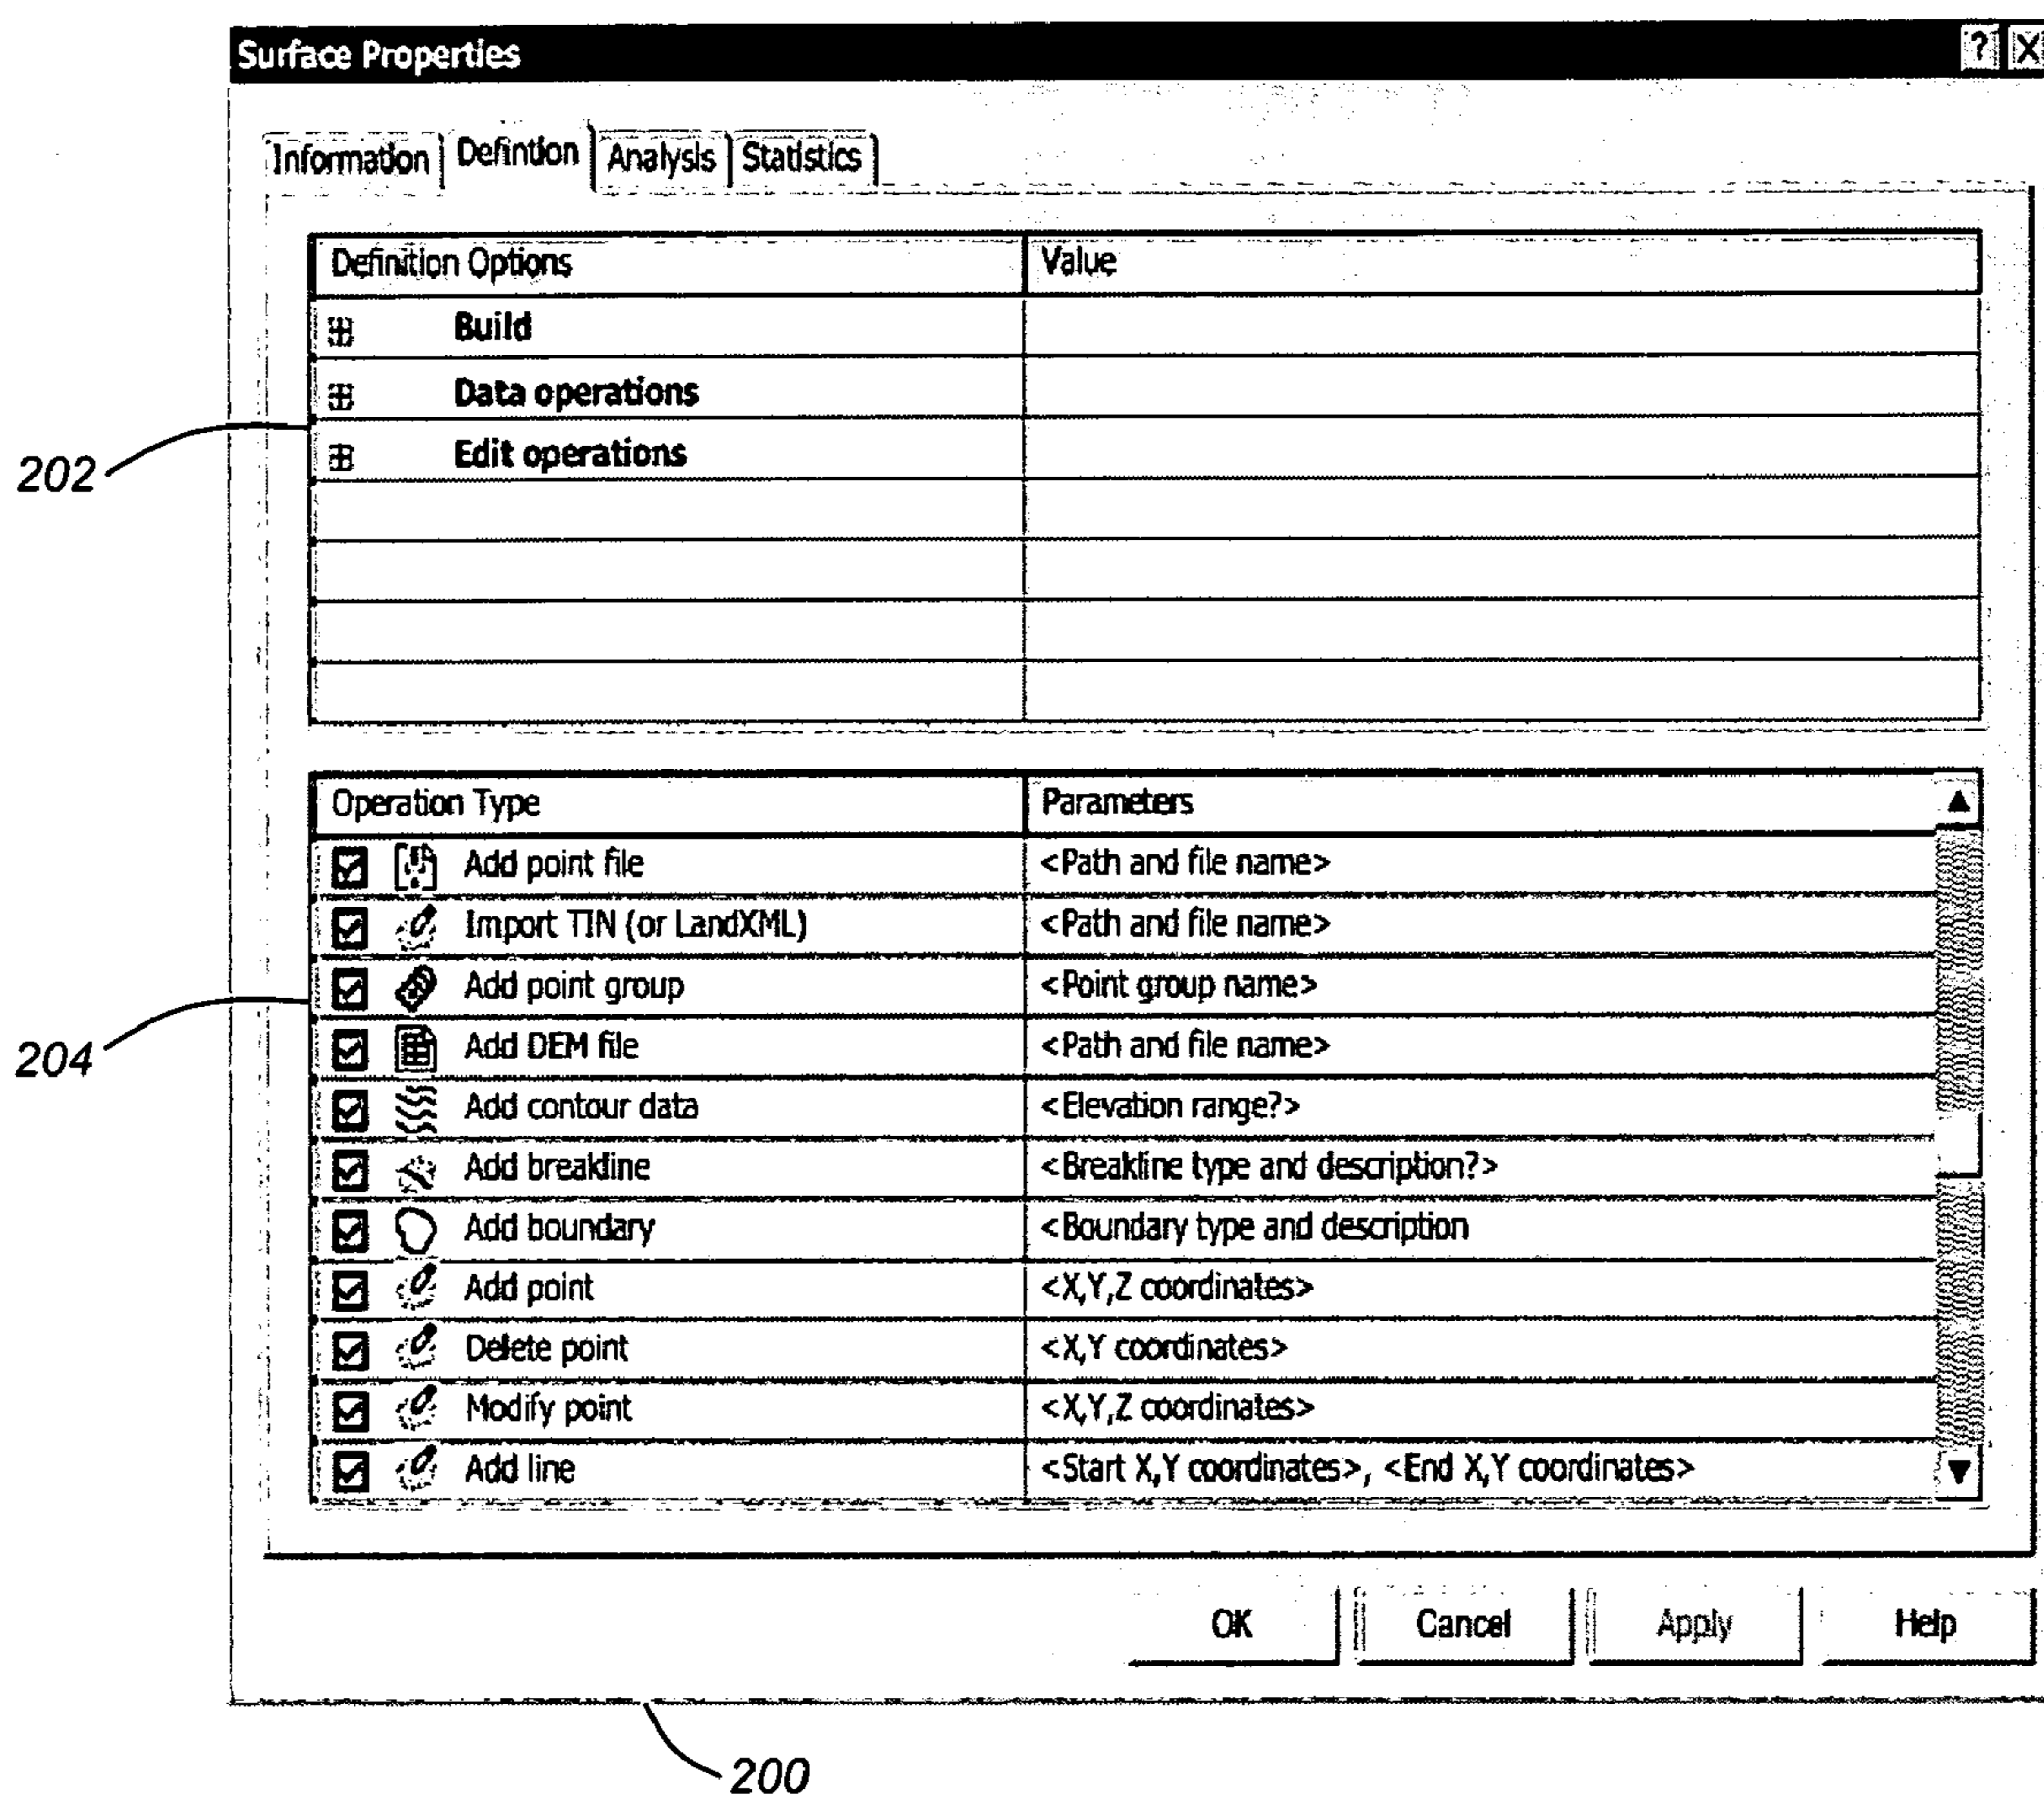 Surface Properties ? X
Information Defintion Analysis Statistics
Definition Options Value
Build
Data operations
Edit operations
202
Operation Type Parameters
Add point file <Path and file name>
Import TIN (or LandXML) <Path and file name>
Add point group <Point group name>
Add DEM file <Path and file name>
204
Add contour data <Elevation range?>
Add breakline <Breakline type and description?>
Add boundary <Boundary type and description
Add point <X,Y,Z coordinates>
Delete point <X,Y coordinates>
Modify point <X,Y,Z coordinates>
Add line <Start X,Y coordinates>, <End X,Y coordinates>
OK Cancel Apply Help
200